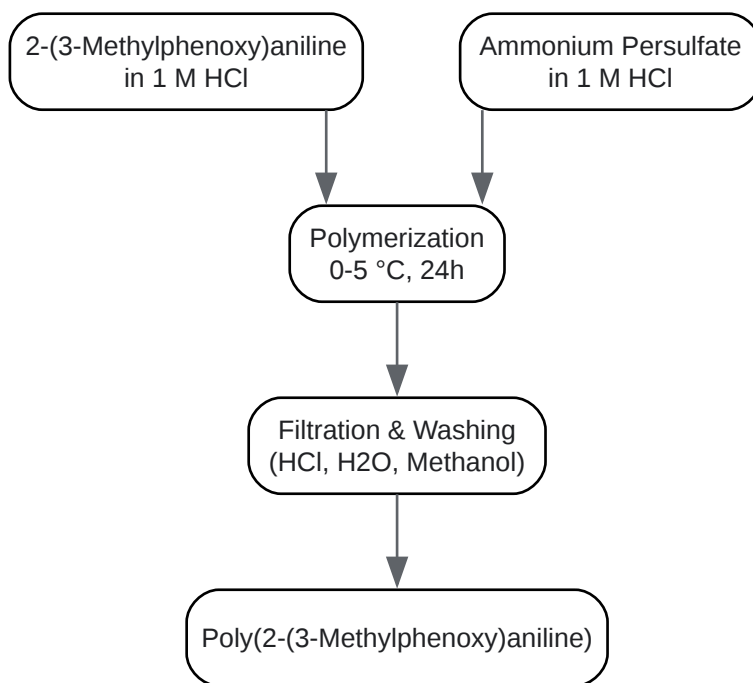 2-(3-Methylphenoxy)aniline
in 1 M HCl
Ammonium Persulfate
in 1 M HCl
Polymerization
0-5 °C, 24h
Filtration & Washing
(HCl, H2O, Methanol)
Poly(2-(3-Methylphenoxy)aniline)